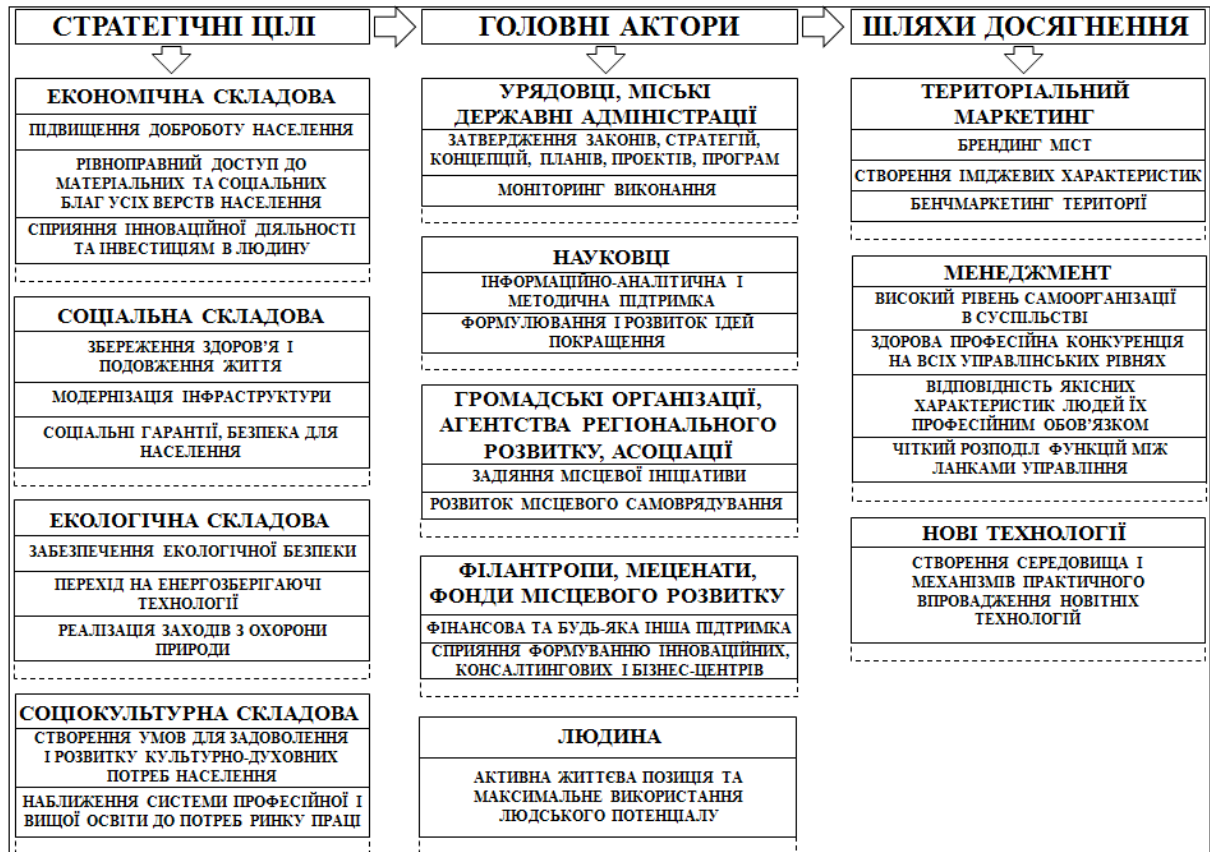 СТРАТЕГІЧНІ ЦІЛІ
ЕКОНОМІЧНА СКЛАДОВА
ПІДВИЩЕННЯ ДОБРОБОТУ НАСЕЛЕННЯ
РІВНОПРАВНИЙ ДОСТУП ДО
МАТЕРІАЛЬНИХ ТА СОЦІАЛЬНИХ
БЛАГ УСІХ ВЕРСТВ НАСЕЛЕННЯ
СПРИЯННЯ ІННОВАЦІЙНОЇ ДІЯЛЬНОСТІ
ТА ІНВЕСТИЦІЯМ В ЛЮДИНУ
СОЦІАЛЬНА СКЛАДОВА
ЗБЕРЕЖЕННЯ ЗДОРОВ’Я І
ПОДОВЖЕННЯ ЖИТТЯ
МОДЕРНІЗАЦІЯ ІНФРАСТРУКТУРИ
СОЦІАЛЬНІ ГАРАНТІЇ, БЕЗПЕКА ДЛЯ
НАСЕЛЕННЯ
ЕКОЛОГІЧНА СКЛАДОВА
ЗАБЕЗПЕЧЕННЯ ЕКОЛОГІЧНОЇ БЕЗПЕКИ
ПЕРЕХІД НА ЕНЕРГОЗБЕРІГАЮЧІ
ТЕХНОЛОГІЇ
РЕАЛІЗАЦІЯ ЗАХОДІВ З ОХОРОНИ
ПРИРОДИ
СОЦІОКУЛЬТУРНА СКЛАДОВА
СТВОРЕННЯ УМОВ ДЛЯ ЗАДОВОЛЕННЯ
І РОЗВИТКУ КУЛЬТУРНО-ДУХОВНИХ
ПОТРЕБ НАСЕЛЕННЯ
НАБЛИЖЕННЯ СИСТЕМИ ПРОФЕСІЙНОЇ І
ВИЩОЇ ОСВІТИ ДО ПОТРЕБ РИНКУ ПРАЦІ
ГОЛОВНІ АКТОРИ
УРЯДОВЦІ, МІСЬКІ
ДЕРЖАВНІ АДМІНІСТРАЦІЇ
ЗАТВЕРДЖЕННЯ ЗАКОНІВ, СТРАТЕГІЙ,
КОНЦЕПЦІЙ, ПЛАНІВ, ПРОЕКТІВ, ПРОГРАМ
МОНІТОРИНГ ВИКОНАННЯ
НАУКОВЦІ
ІНФОРМАЦІЙНО-АНАЛІТИЧНА І
МЕТОДИЧНА ПІДТРИМКА
ФОРМУЛЮВАННЯ І РОЗВИТОК ІДЕЙ
ПОКРАЩЕННЯ
ГРОМАДСЬКІ ОРГАНІЗАЦІЇ,
АГЕНТСТВА РЕГІОНАЛЬНОГО
РОЗВИТКУ, АСОЦІАЦІЇ
ЗАДІЯННЯ МІСЦЕВОЇ ІНІЦІАТИВИ
РОЗВИТОК МІСЦЕВОГО САМОВРЯДУВАННЯ
ФІЛАНТРОПИ, МЕЦЕНАТИ,
ФОНДИ МІСЦЕВОГО РОЗВИТКУ
ФІНАНСОВА ТА БУДЬ-ЯКА ІНША ПІДТРИМКА
СПРИЯННЯ ФОРМУВАННЮ ІННОВАЦІЙНИХ,
КОНСАЛТИНГОВИХ І БІЗНЕС-ЦЕНТРІВ
ЛЮДИНА
АКТИВНА ЖИТТЄВА ПОЗИЦІЯ ТА
МАКСИМАЛЬНЕ ВИКОРИСТАННЯ
ЛЮДСЬКОГО ПОТЕНЦІАЛУ
ШЛЯХИ ДОСЯГНЕННЯ
ТЕРИТОРІАЛЬНИЙ
МАРКЕТИНГ
БРЕНДИНГ МІСТ
СТВОРЕННЯ ІМІДЖЕВИХ ХАРАКТЕРИСТИК
БЕНЧМАРКЕТИНГ ТЕРИТОРІЇ
МЕНЕДЖМЕНТ
ВИСОКИЙ РІВЕНЬ САМООРГАНІЗАЦІЇ
В СУСПІЛЬСТВІ
ЗДОРОВА ПРОФЕСІЙНА КОНКУРЕНЦІЯ
НА ВСІХ УПРАВЛІНСЬКИХ РІВНЯХ
ВІДПОВІДНІСТЬ ЯКІСНИХ
ХАРАКТЕРИСТИК ЛЮДЕЙ ЇХ
ПРОФЕСІЙНИМ ОБОВ’ЯЗКОМ
ЧІТКИЙ РОЗПОДІЛ ФУНКЦІЙ МІЖ
ЛАНКАМИ УПРАВЛІННЯ
НОВІ ТЕХНОЛОГІЇ
СТВОРЕННЯ СЕРЕДОВИЩА І
МЕХАНІЗМІВ ПРАКТИЧНОГО
ВПРОВАДЖЕННЯ НОВІТНІХ
ТЕХНОЛОГІЙ